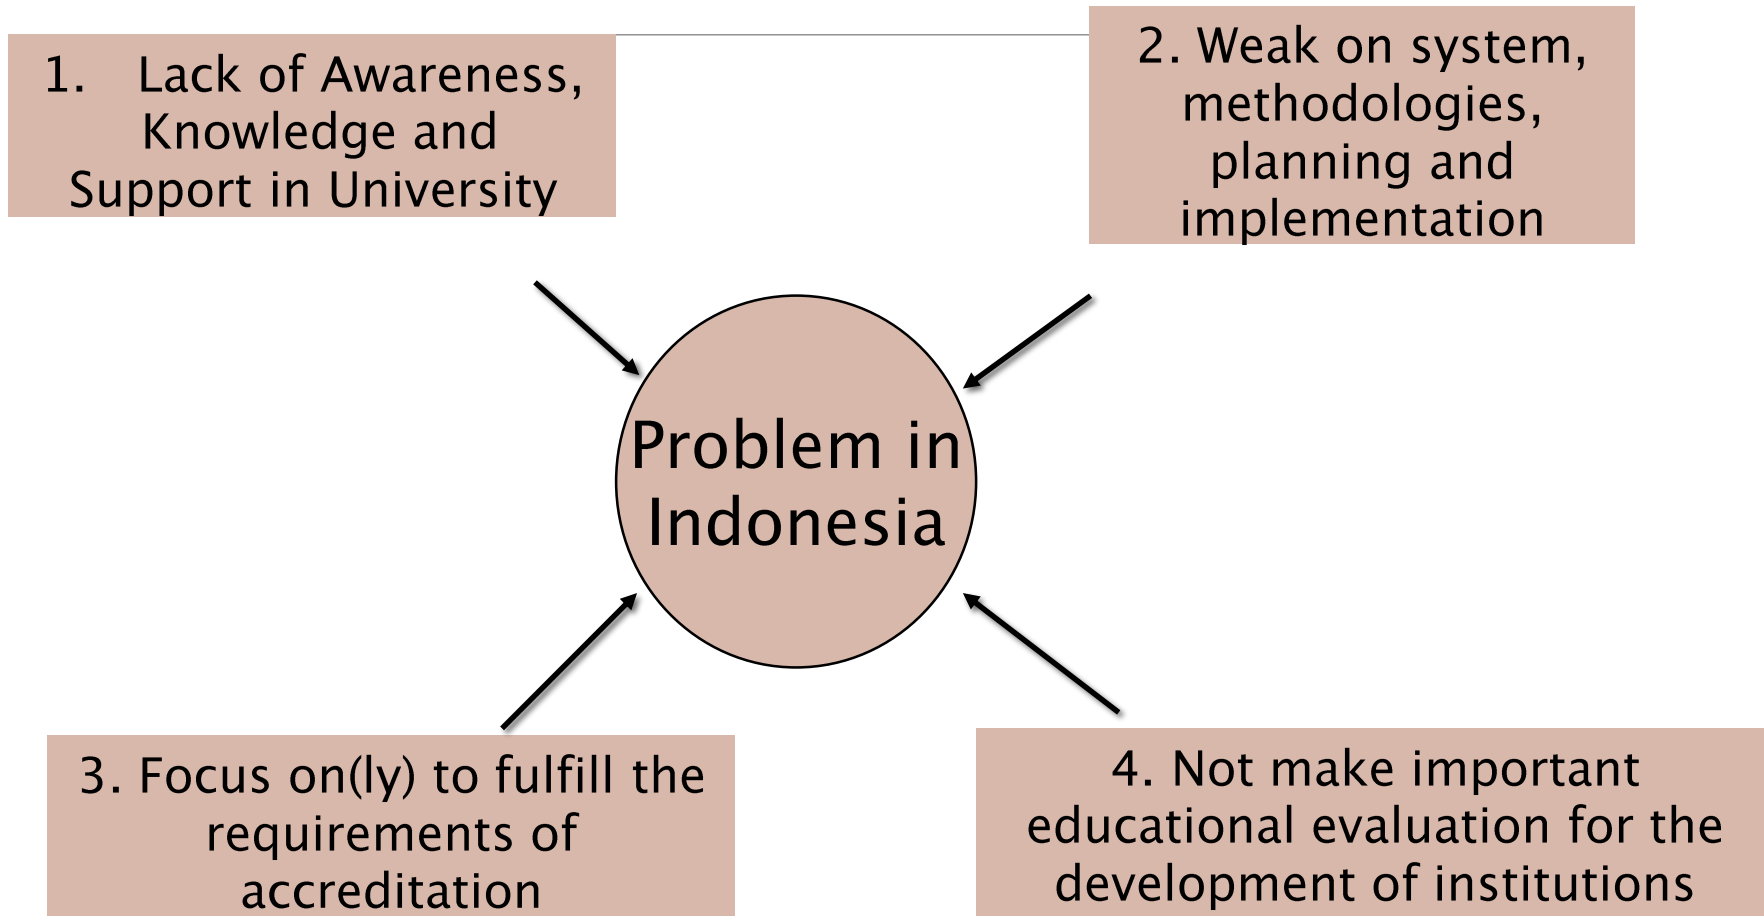 1. Lack of Awareness,
Knowledge and
Support in University
2. Weak on system,
methodologies,
planning and
implementation
Problem in
Indonesia
3. Focus on(ly) to fulfill the
requirements of
accreditation
4. Not make important
educational evaluation for the
development of institutions